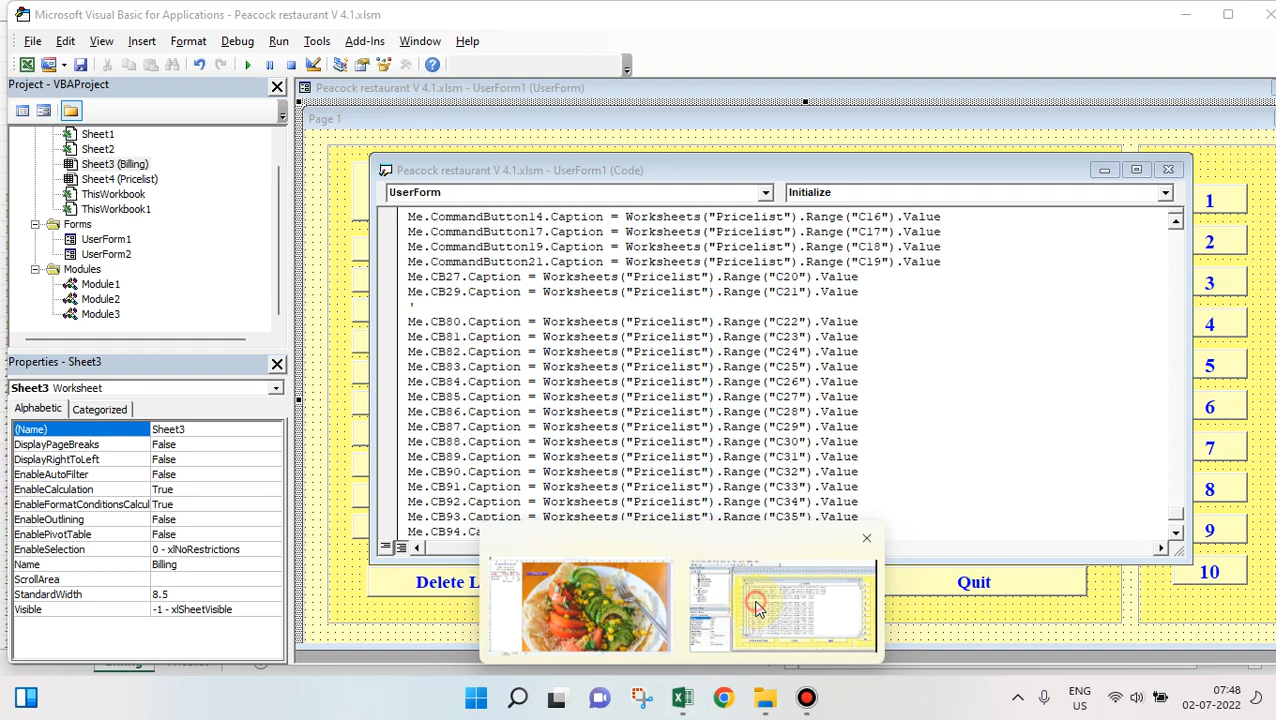 Microsoft Visual Basic for Applications - Peacock restaurant V 4.1.xlsm
File Edit View Insert Format Debug Run Tools Add-Ins Window Help
Project - VBAProject
Sheet1
Sheet2
Sheet3 (Billing)
Sheet4 (Pricelist)
ThisWorkbook
ThisWorkbook1
Forms
UserForm1
UserForm2
Modules
Module1
Module2
Module3
Properties - Sheet3
Sheet3 Worksheet
Alphabetic Categorized
(Name) Sheet3
DisplayPageBreaks False
DisplayRightToLeft False
EnableAutoFilter False
EnableCalculation True
EnableFormatConditionsCalcul True
EnableOutlining False
EnablePivotTable False
EnableSelection 0 - xlNoRestrictions
Name Billing
ScrollArea
StandardWidth 8.5
Visible -1 - xlSheetVisible
Peacock restaurant V 4.1.xlsm - UserForm1 (UserForm)
Page 1
Peacock restaurant V 4.1.xlsm - UserForm1 (Code)
UserForm Initialize
Me.CommandButton14.Caption = Worksheets("Pricelist").Range("C16").Value
Me.CommandButton17.Caption = Worksheets("Pricelist").Range("C17").Value
Me.CommandButton19.Caption = Worksheets("Pricelist").Range("C18").Value
Me.CommandButton21.Caption = Worksheets("Pricelist").Range("C19").Value
Me.CB27.Caption = Worksheets("Pricelist").Range("C20").Value
Me.CB29.Caption = Worksheets("Pricelist").Range("C21").Value
'
Me.CB80.Caption = Worksheets("Pricelist").Range("C22").Value
Me.CB81.Caption = Worksheets("Pricelist").Range("C23").Value
Me.CB82.Caption = Worksheets("Pricelist").Range("C24").Value
Me.CB83.Caption = Worksheets("Pricelist").Range("C25").Value
Me.CB84.Caption = Worksheets("Pricelist").Range("C26").Value
Me.CB85.Caption = Worksheets("Pricelist").Range("C27").Value
Me.CB86.Caption = Worksheets("Pricelist").Range("C28").Value
Me.CB87.Caption = Worksheets("Pricelist").Range("C29").Value
Me.CB88.Caption = Worksheets("Pricelist").Range("C30").Value
Me.CB89.Caption = Worksheets("Pricelist").Range("C31").Value
Me.CB90.Caption = Worksheets("Pricelist").Range("C32").Value
Me.CB91.Caption = Worksheets("Pricelist").Range("C33").Value
Me.CB92.Caption = Worksheets("Pricelist").Range("C34").Value
Me.CB93.Caption = Worksheets("Pricelist").Range("C35").Value
Me.CB94.Ca
1
2
3
4
5
6
7
8
9
10
Delete L
Quit
ENG
US
07:48
02-07-2022